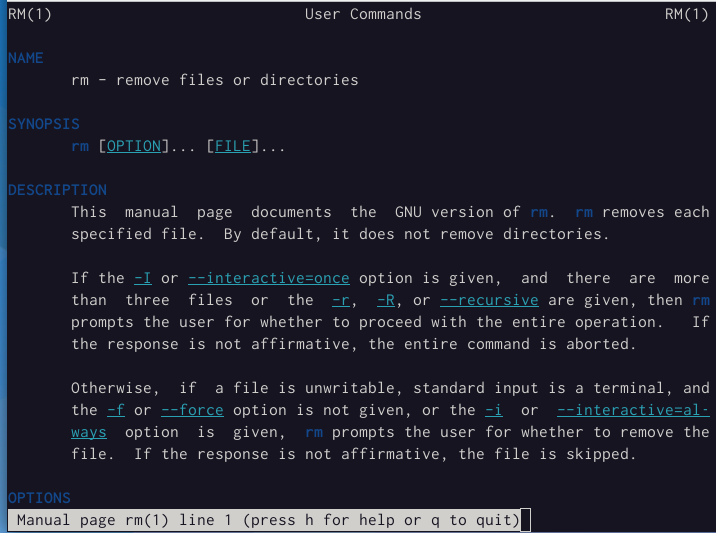 RM(1) User Commands RM(1)
NAME
rm - remove files or directories
SYNOPSIS
rm [OPTION]... [FILE]...
DESCRIPTION
This manual page documents the GNU version of rm. rm removes each
specified file. By default, it does not remove directories.
If the -I or --interactive=once option is given, and there are more
than three files or the -r, -R, or --recursive are given, then rm
prompts the user for whether to proceed with the entire operation. If
the response is not affirmative, the entire command is aborted.
Otherwise, if a file is unwritable, standard input is a terminal, and
the -f or --force option is not given, or the -i or --interactive=al-
ways option is given, rm prompts the user for whether to remove the
file. If the response is not affirmative, the file is skipped.
OPTIONS
Manual page rm(1) line 1 (press h for help or q to quit)